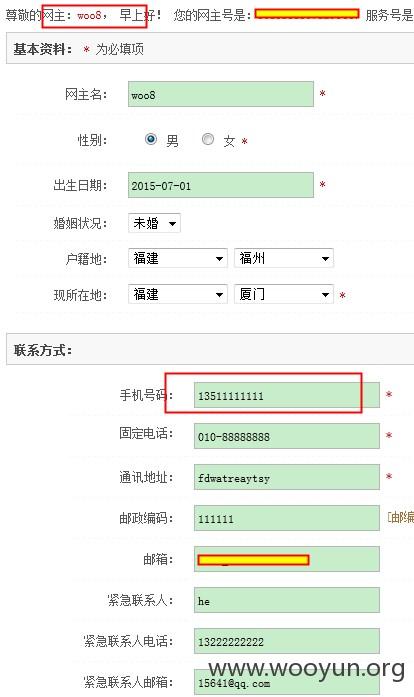 尊敬的网主：woo8， 早上好！ 您的网主号是： 服务号是
基本资料： * 为必填项
网主名： woo8 *
性别： 男 女 *
出生日期： 2015-07-01 *
婚姻状况： 未婚
户籍地： 福建 福州
现所在地： 福建 厦门 *
联系方式：
手机号码： 13511111111 *
固定电话： 010-88888888 *
通讯地址： fdwatreaytsy *
邮政编码： 111111 [邮编
邮箱：
紧急联系人： he
紧急联系人电话： 13222222222
紧急联系人邮箱： 15641@qq.com
www.wooyun.org